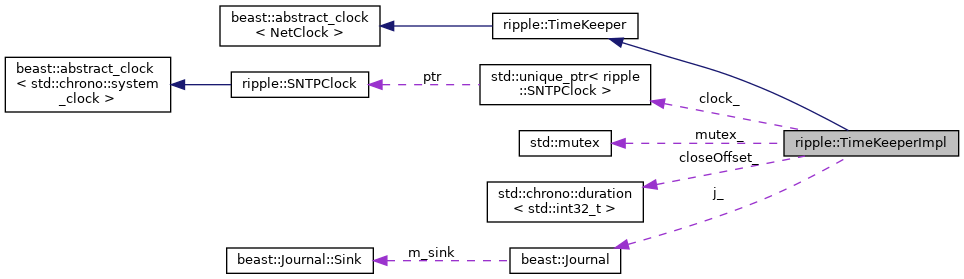 beast::abstract_clock
< NetClock >
ripple::TimeKeeper
beast::abstract_clock
< std::chrono::system
_clock >
ripple::SNTPClock
ptr
std::unique_ptr< ripple
::SNTPClock >
clock_
std::mutex
mutex_
ripple::TimeKeeperImpl
closeOffset_
std::chrono::duration
< std::int32_t >
j_
beast::Journal::Sink
m_sink
beast::Journal